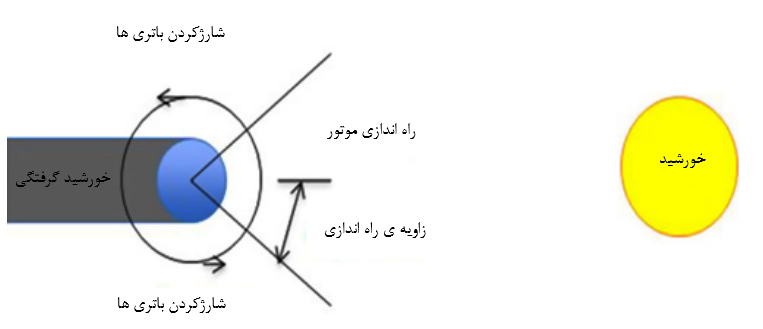 شارژکردن باتری ها
راه اندازی موتور
خورشید
خورشید گرفتگی
زاویه ی راه اندازی
شارژکردن باتری ها